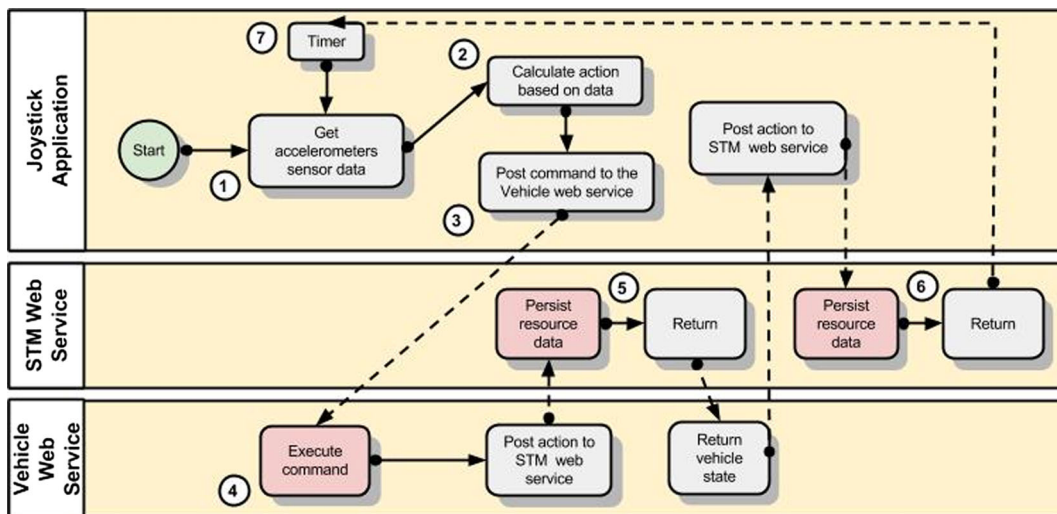 Joystick
Application
Start
1
Get
accelerometers
sensor data
7
Timer
2
Calculate action
based on data
3
Post command to the
Vehicle web service
Post action to
STM web service
STM Web
Service
Persist
resource
data
5
Return
Persist
resource
data
6
Return
Vehicle
Web
Service
4
Execute
command
Post action to
STM web
service
Return
vehicle
state